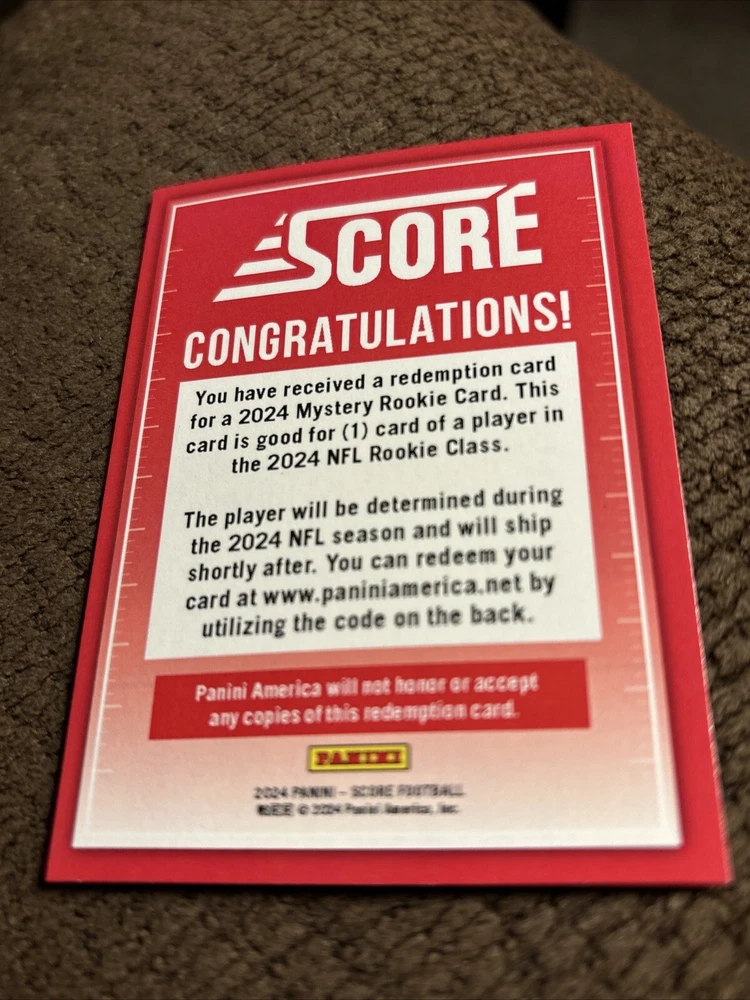 SCORE
CONGRATULATIONS!
You have received a redemption card
for a 2024 Mystery Rookie Card. This
card is good for (1) card of a player in
the 2024 NFL Rookie Class.
The player will be determined during
the 2024 NFL season and will ship
shortly after. You can redeem your
card at www.paniniamerica.net by
utilizing the code on the back.
Panini America will not honor or accept
any copies of this redemption card.
PANINI
2024 PANINI – SCORE FOOTBALL
© 2024 Panini America, Inc.